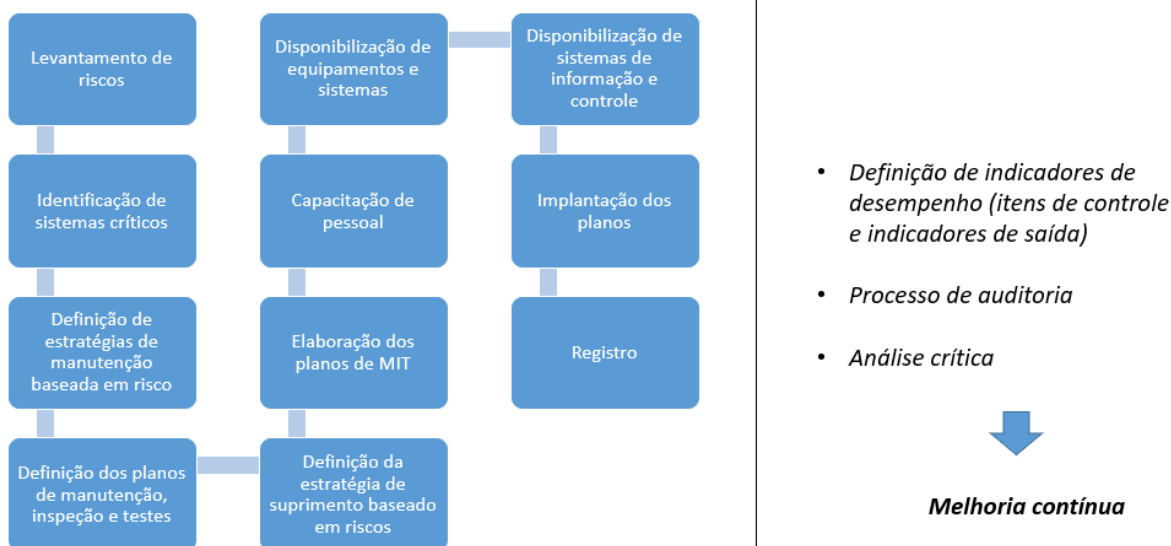 Levantamento de
riscos
Identificação de
sistemas críticos
Definição de
estratégias de
manutenção
baseada em risco
Definição dos planos
de manutenção,
inspeção e testes
Definição da
estratégia de
suprimento baseado
em riscos
Elaboração dos
planos de MIT
Capacitação de
pessoal
Disponibilização de
equipamentos e
sistemas
Disponibilização de
sistemas de
informação e
controle
Implantação dos
planos
Registro
• Definição de indicadores de
desempenho (itens de controle
e indicadores de saída)
• Processo de auditoria
• Análise crítica
Melhoria contínua